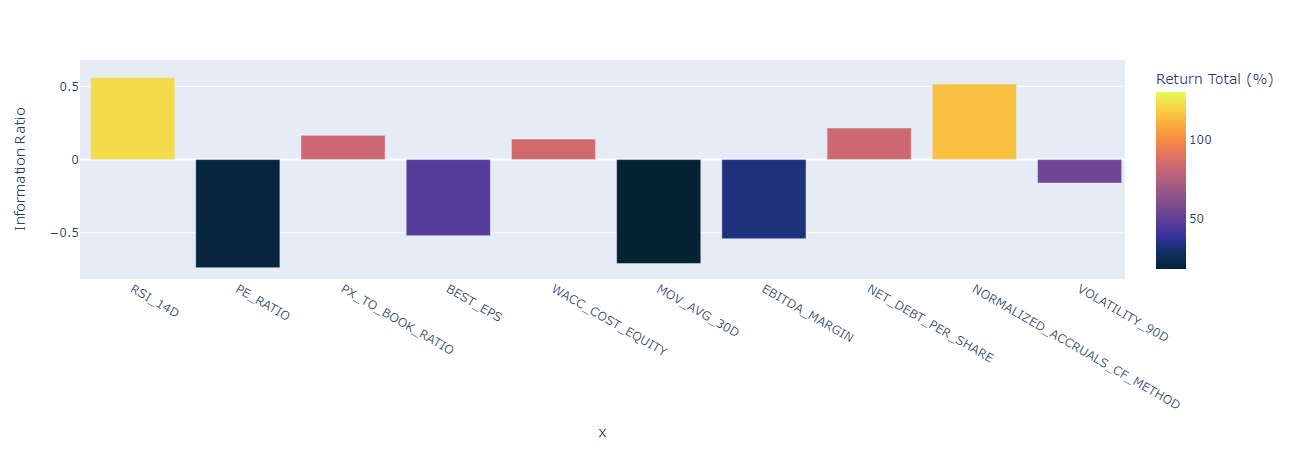 Return Total (%)
0.5
0
−0.5
Information Ratio
100
50
RSI_14D
PE_RATIO
PX_TO_BOOK_RATIO
BEST_EPS
WACC_COST_EQUITY
MOV_AVG_30D
EBITDA_MARGIN
NET_DEBT_PER_SHARE
NORMALIZED_ACCRUALS_CF_METHOD
VOLATILITY_90D
x